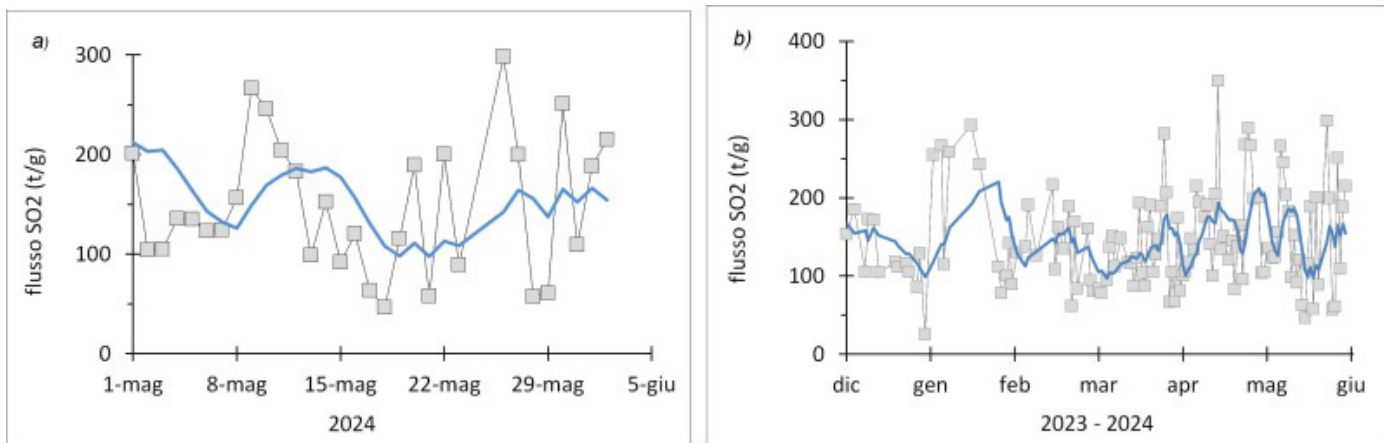 a)
flusso SO2 (t/g)
300
200
100
0
1-mag 8-mag 15-mag 22-mag 29-mag 5-giu
2024
b)
flusso SO2 (t/g)
400
300
200
100
0
dic gen feb mar apr mag giu
2023 - 2024